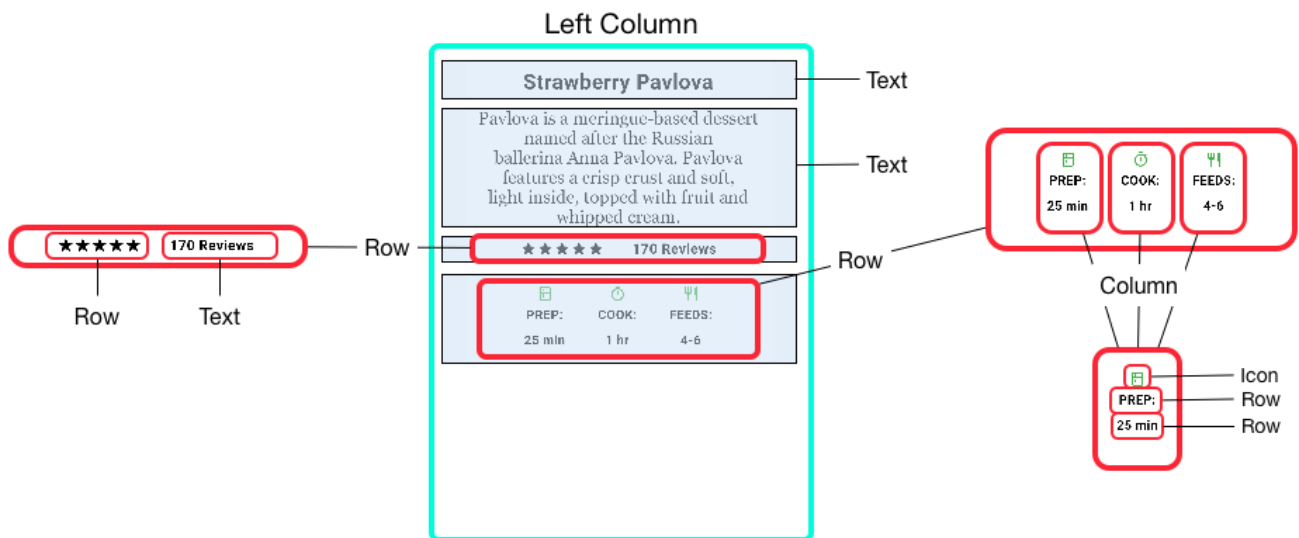 Left Column
Strawberry Pavlova
Text
Pavlova is a meringue-based dessert
named after the Russian
ballerina Anna Pavlova. Pavlova
features a crisp crust and soft,
light inside, topped with fruit and
whipped cream.
Text
★★★★★ 170 Reviews
Row
Row
Text
★★★★★ 170 Reviews
Row
PREP: COOK: FEEDS:
25 min 1 hr 4-6
PREP: COOK: FEEDS:
25 min 1 hr 4-6
Column
Icon
PREP:
Row
25 min
Row